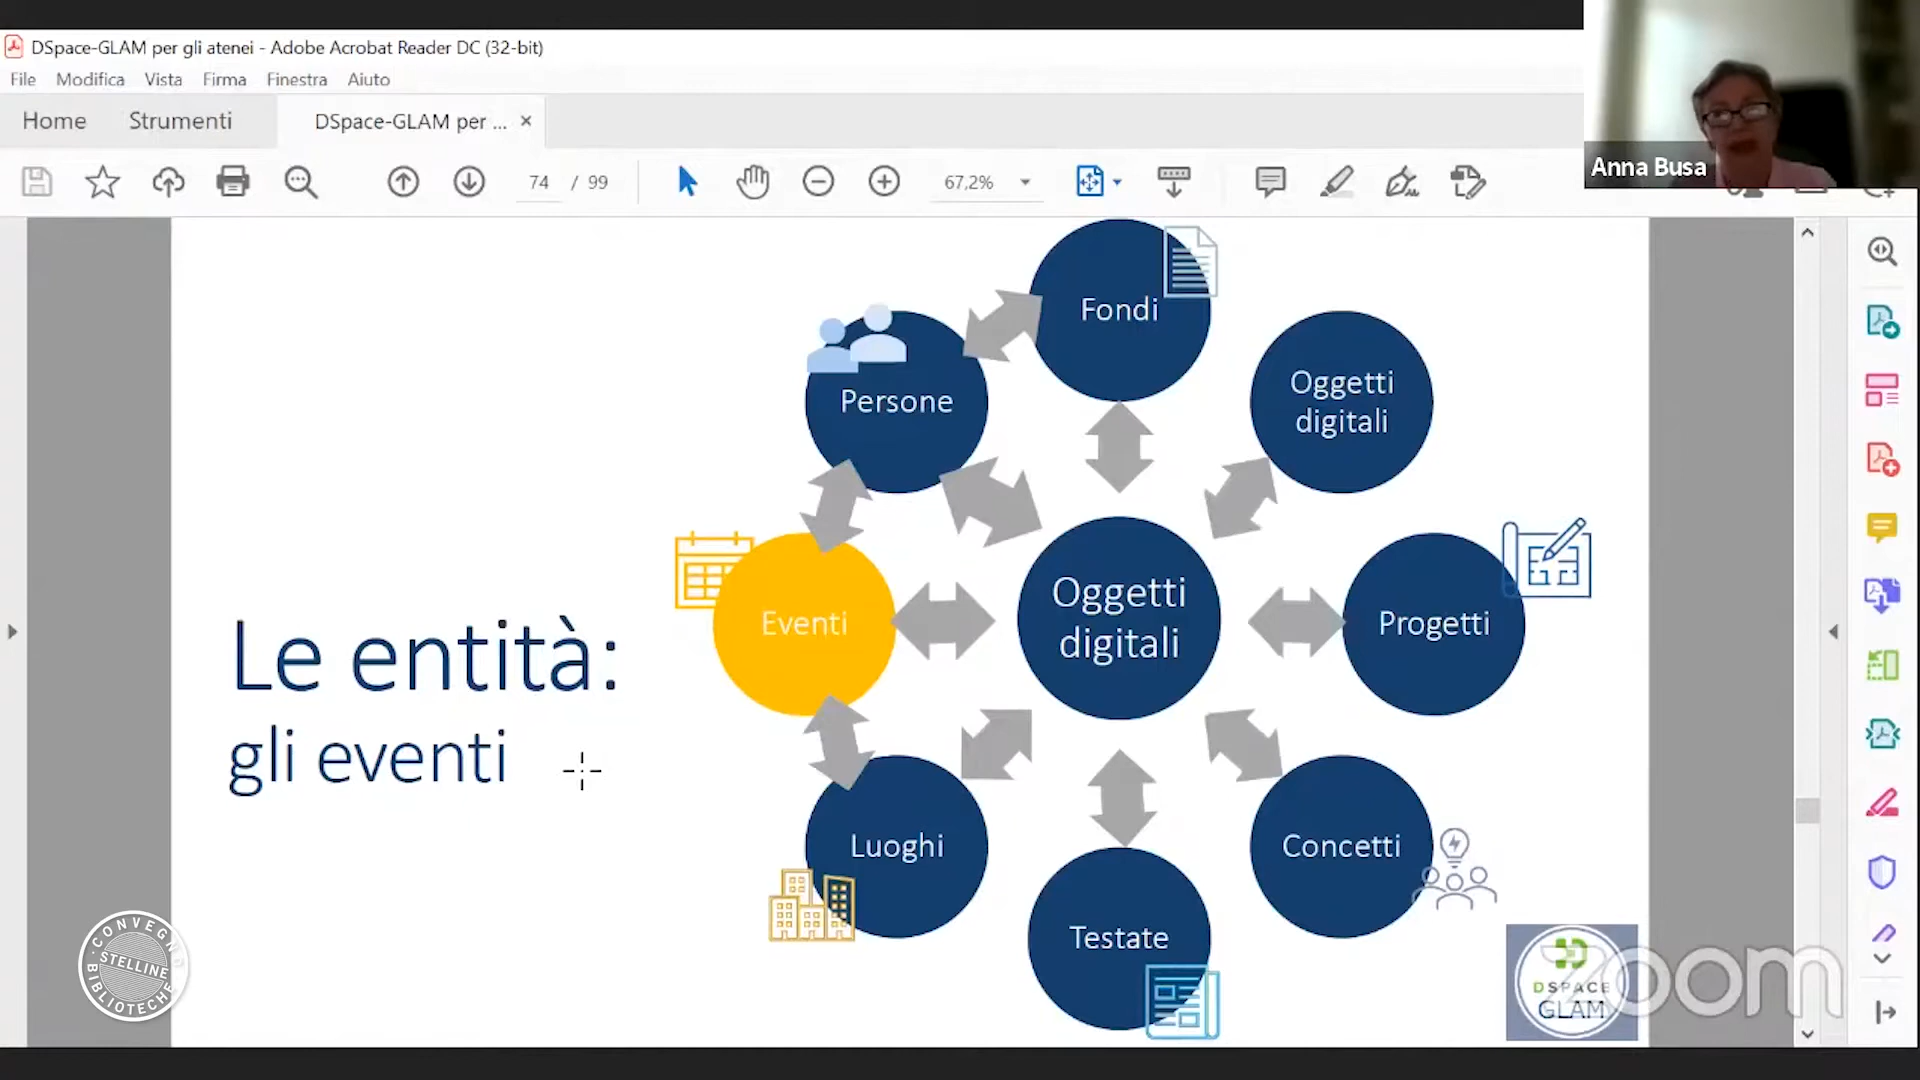 DSpace-GLAM per gli atenei - Adobe Acrobat Reader DC (32-bit)
File Modifica Vista Firma Finestra Aiuto
Home Strumenti DSpace-GLAM per ... ×
74 / 99 67,2%
Anna Busa
Le entità:
gli eventi
Fondi
Persone
Oggetti
digitali
Eventi
Oggetti
digitali
Progetti
Luoghi
Concetti
Testate
CONVEGNO
STELLINE
BIBLIOTECHE
DSPACE
GLAM
zoom